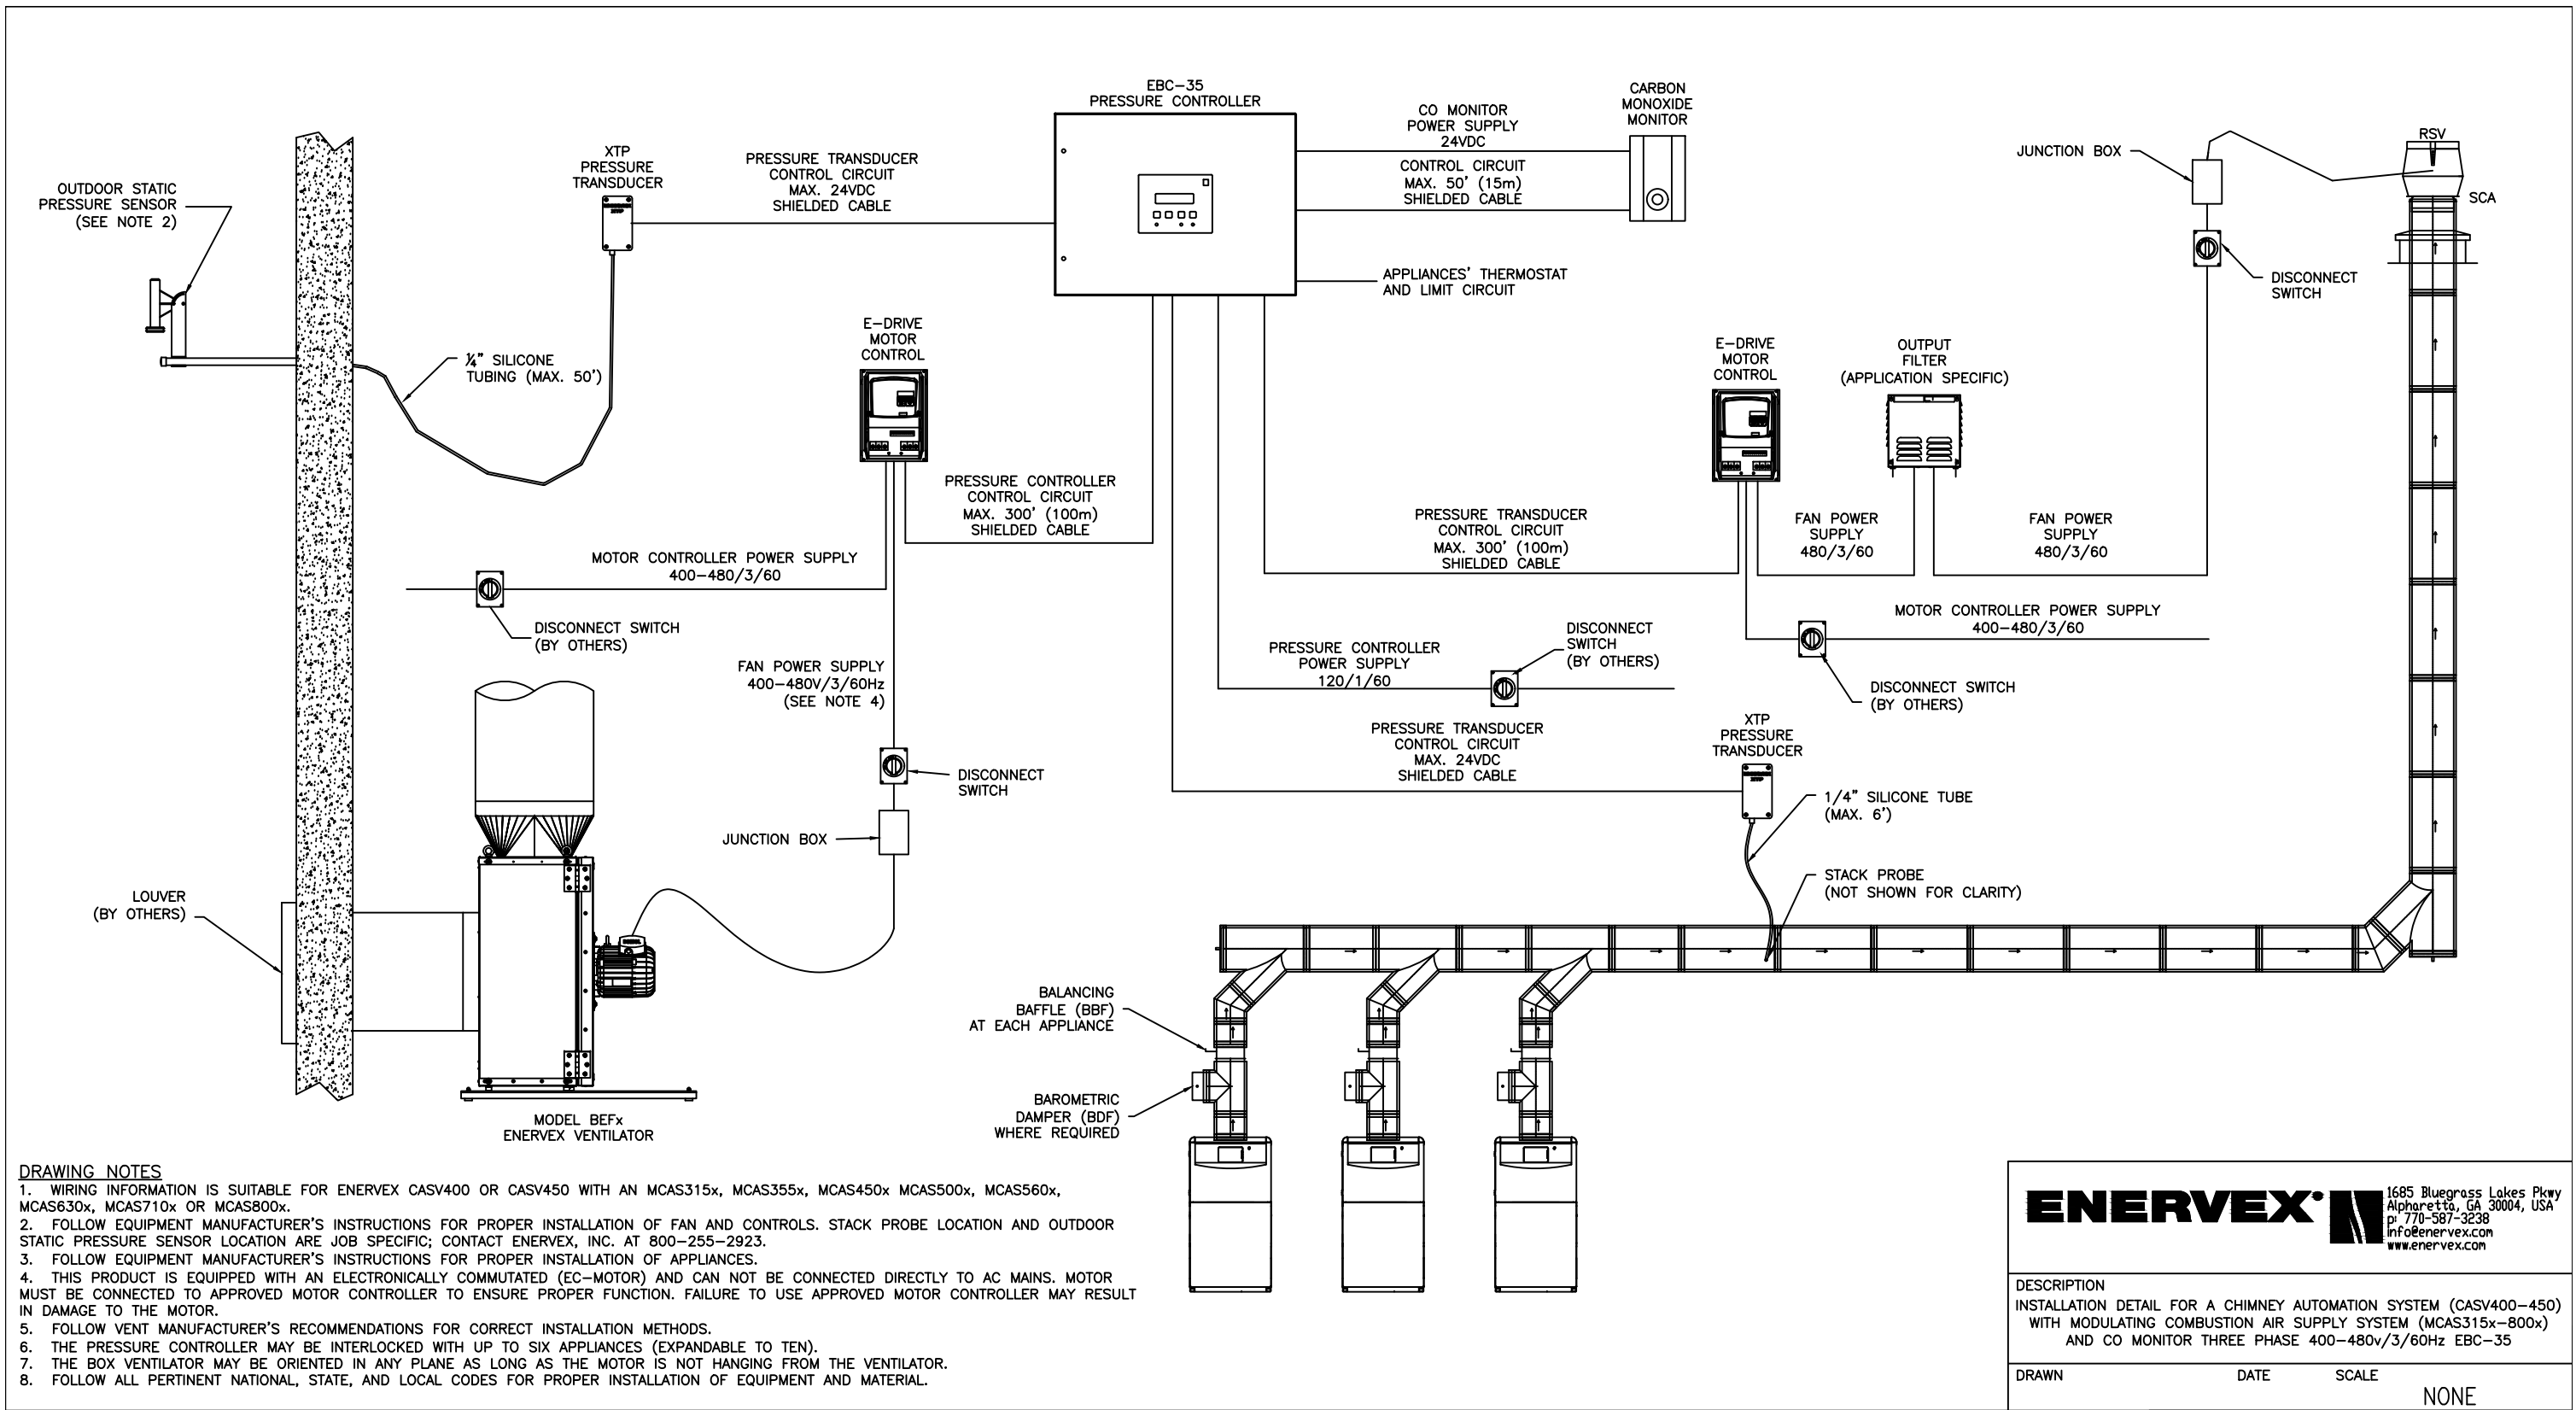 EBC-35
PRESSURE CONTROLLER
CARBON
MONOXIDE
MONITOR
CO MONITOR
POWER SUPPLY
24VDC
CONTROL CIRCUIT
MAX. 50' (15m)
SHIELDED CABLE
APPLIANCES' THERMOSTAT
AND LIMIT CIRCUIT
XTP
PRESSURE
TRANSDUCER
PRESSURE TRANSDUCER
CONTROL CIRCUIT
MAX. 24VDC
SHIELDED CABLE
OUTDOOR STATIC
PRESSURE SENSOR
(SEE NOTE 2)
¼" SILICONE
TUBING (MAX. 50')
E-DRIVE
MOTOR
CONTROL
PRESSURE CONTROLLER
CONTROL CIRCUIT
MAX. 300' (100m)
SHIELDED CABLE
MOTOR CONTROLLER POWER SUPPLY
400-480/3/60
DISCONNECT SWITCH
(BY OTHERS)
FAN POWER SUPPLY
400-480V/3/60Hz
(SEE NOTE 4)
DISCONNECT
SWITCH
JUNCTION BOX
LOUVER
(BY OTHERS)
MODEL BEFx
ENERVEX VENTILATOR
JUNCTION BOX
RSV
SCA
DISCONNECT
SWITCH
E-DRIVE
MOTOR
CONTROL
OUTPUT
FILTER
(APPLICATION SPECIFIC)
PRESSURE TRANSDUCER
CONTROL CIRCUIT
MAX. 300' (100m)
SHIELDED CABLE
FAN POWER
SUPPLY
480/3/60
FAN POWER
SUPPLY
480/3/60
MOTOR CONTROLLER POWER SUPPLY
400-480/3/60
DISCONNECT SWITCH
(BY OTHERS)
PRESSURE CONTROLLER
POWER SUPPLY
120/1/60
DISCONNECT
SWITCH
(BY OTHERS)
PRESSURE TRANSDUCER
CONTROL CIRCUIT
MAX. 24VDC
SHIELDED CABLE
XTP
PRESSURE
TRANSDUCER
1/4" SILICONE TUBE
(MAX. 6')
STACK PROBE
(NOT SHOWN FOR CLARITY)
BALANCING
BAFFLE (BBF)
AT EACH APPLIANCE
BAROMETRIC
DAMPER (BDF)
WHERE REQUIRED
DRAWING NOTES
1. WIRING INFORMATION IS SUITABLE FOR ENERVEX CASV400 OR CASV450 WITH AN MCAS315x, MCAS355x, MCAS450x MCAS500x, MCAS560x,
MCAS630x, MCAS710x OR MCAS800x.
2. FOLLOW EQUIPMENT MANUFACTURER'S INSTRUCTIONS FOR PROPER INSTALLATION OF FAN AND CONTROLS. STACK PROBE LOCATION AND OUTDOOR
STATIC PRESSURE SENSOR LOCATION ARE JOB SPECIFIC; CONTACT ENERVEX, INC. AT 800-255-2923.
3. FOLLOW EQUIPMENT MANUFACTURER'S INSTRUCTIONS FOR PROPER INSTALLATION OF APPLIANCES.
4. THIS PRODUCT IS EQUIPPED WITH AN ELECTRONICALLY COMMUTATED (EC-MOTOR) AND CAN NOT BE CONNECTED DIRECTLY TO AC MAINS. MOTOR
MUST BE CONNECTED TO APPROVED MOTOR CONTROLLER TO ENSURE PROPER FUNCTION. FAILURE TO USE APPROVED MOTOR CONTROLLER MAY RESULT
IN DAMAGE TO THE MOTOR.
5. FOLLOW VENT MANUFACTURER'S RECOMMENDATIONS FOR CORRECT INSTALLATION METHODS.
6. THE PRESSURE CONTROLLER MAY BE INTERLOCKED WITH UP TO SIX APPLIANCES (EXPANDABLE TO TEN).
7. THE BOX VENTILATOR MAY BE ORIENTED IN ANY PLANE AS LONG AS THE MOTOR IS NOT HANGING FROM THE VENTILATOR.
8. FOLLOW ALL PERTINENT NATIONAL, STATE, AND LOCAL CODES FOR PROPER INSTALLATION OF EQUIPMENT AND MATERIAL.
ENERVEX
1685 Bluegrass Lakes Pkwy
Alpharetta, GA 30004, USA
p: 770-587-3238
info@enervex.com
www.enervex.com
DESCRIPTION
INSTALLATION DETAIL FOR A CHIMNEY AUTOMATION SYSTEM (CASV400-450)
WITH MODULATING COMBUSTION AIR SUPPLY SYSTEM (MCAS315x-800x)
AND CO MONITOR THREE PHASE 400-480v/3/60Hz EBC-35
DRAWN DATE SCALE
NONE